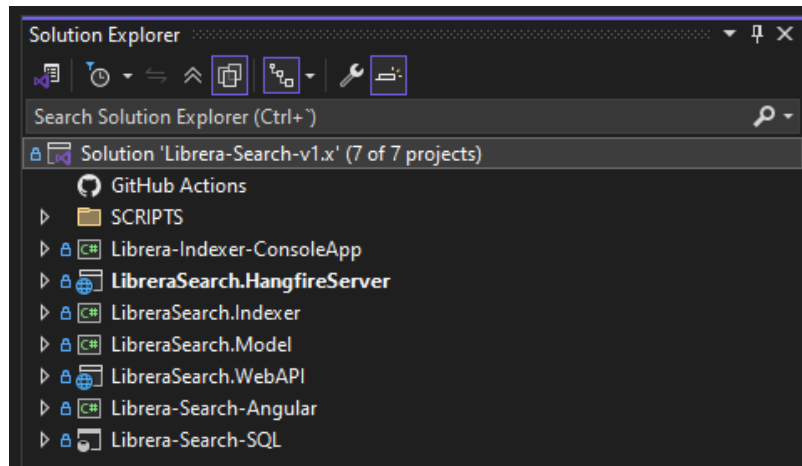 Solution Explorer
Search Solution Explorer (Ctrl+`)
Solution 'Librera-Search-v1.x' (7 of 7 projects)
GitHub Actions
SCRIPTS
C# Librera-Indexer-ConsoleApp
LibreraSearch.HangfireServer
C# LibreraSearch.Indexer
C# LibreraSearch.Model
LibreraSearch.WebAPI
C# Librera-Search-Angular
Librera-Search-SQL